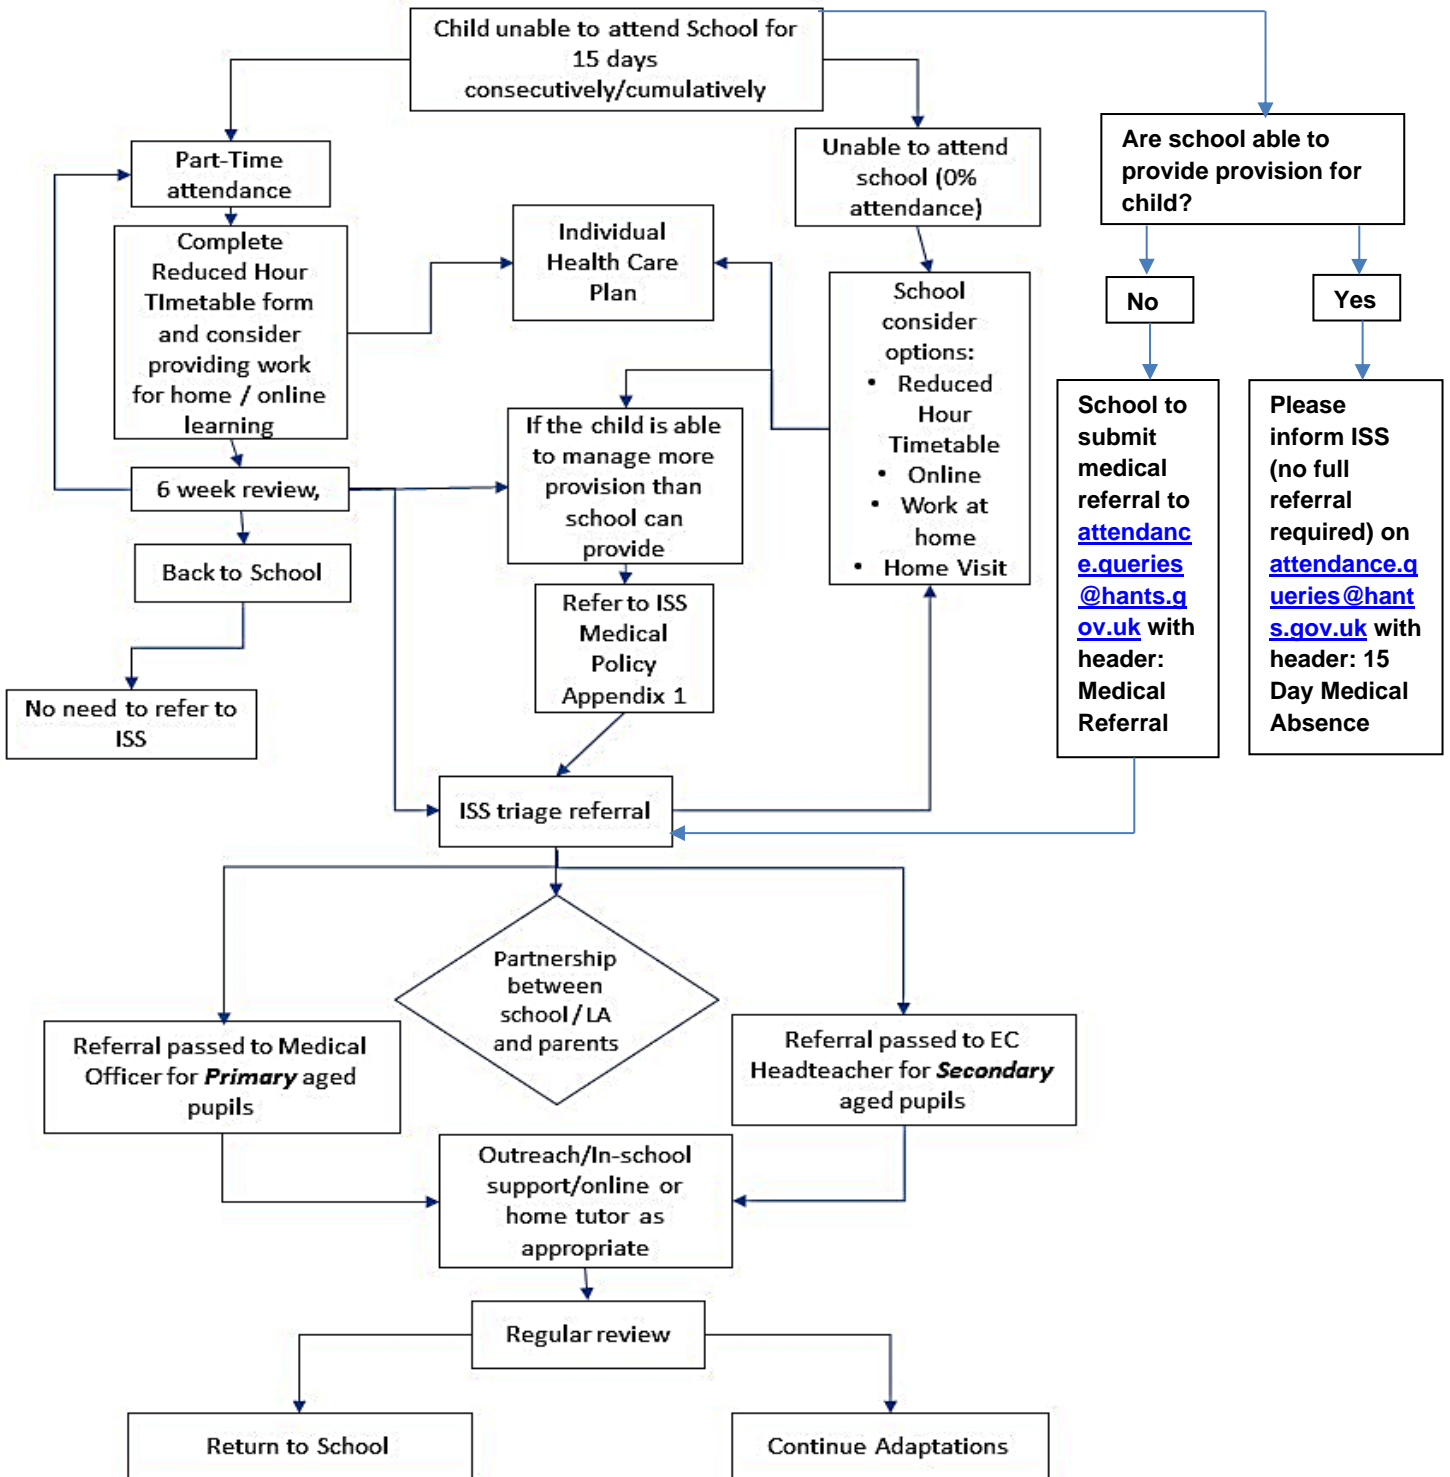 Child unable to attend School for
15 days
consecutively/cumulatively
Part-Time
attendance
Unable to attend
school (0%
attendance)
Are school able to
provide provision for
child?
Complete
Reduced Hour
TImetable form
and consider
providing work
for home / online
learning
Individual
Health Care
Plan
School
consider
options:
• Reduced
Hour
Timetable
• Online
• Work at
home
• Home Visit
No
Yes
6 week review,
If the child is able
to manage more
provision than
school can
provide
School to
submit
medical
referral to
attendanc
e.queries
@hants.g
ov.uk with
header:
Medical
Referral
Please
inform ISS
(no full
referral
required) on
attendance.q
ueries@hant
s.gov.uk with
header: 15
Day Medical
Absence
Back to School
Refer to ISS
Medical
Policy
Appendix 1
No need to refer to
ISS
ISS triage referral
Partnership
between
school / LA
and parents
Referral passed to Medical
Officer for Primary aged
pupils
Referral passed to EC
Headteacher for Secondary
aged pupils
Outreach/In-school
support/online or
home tutor as
appropriate
Regular review
Return to School
Continue Adaptations